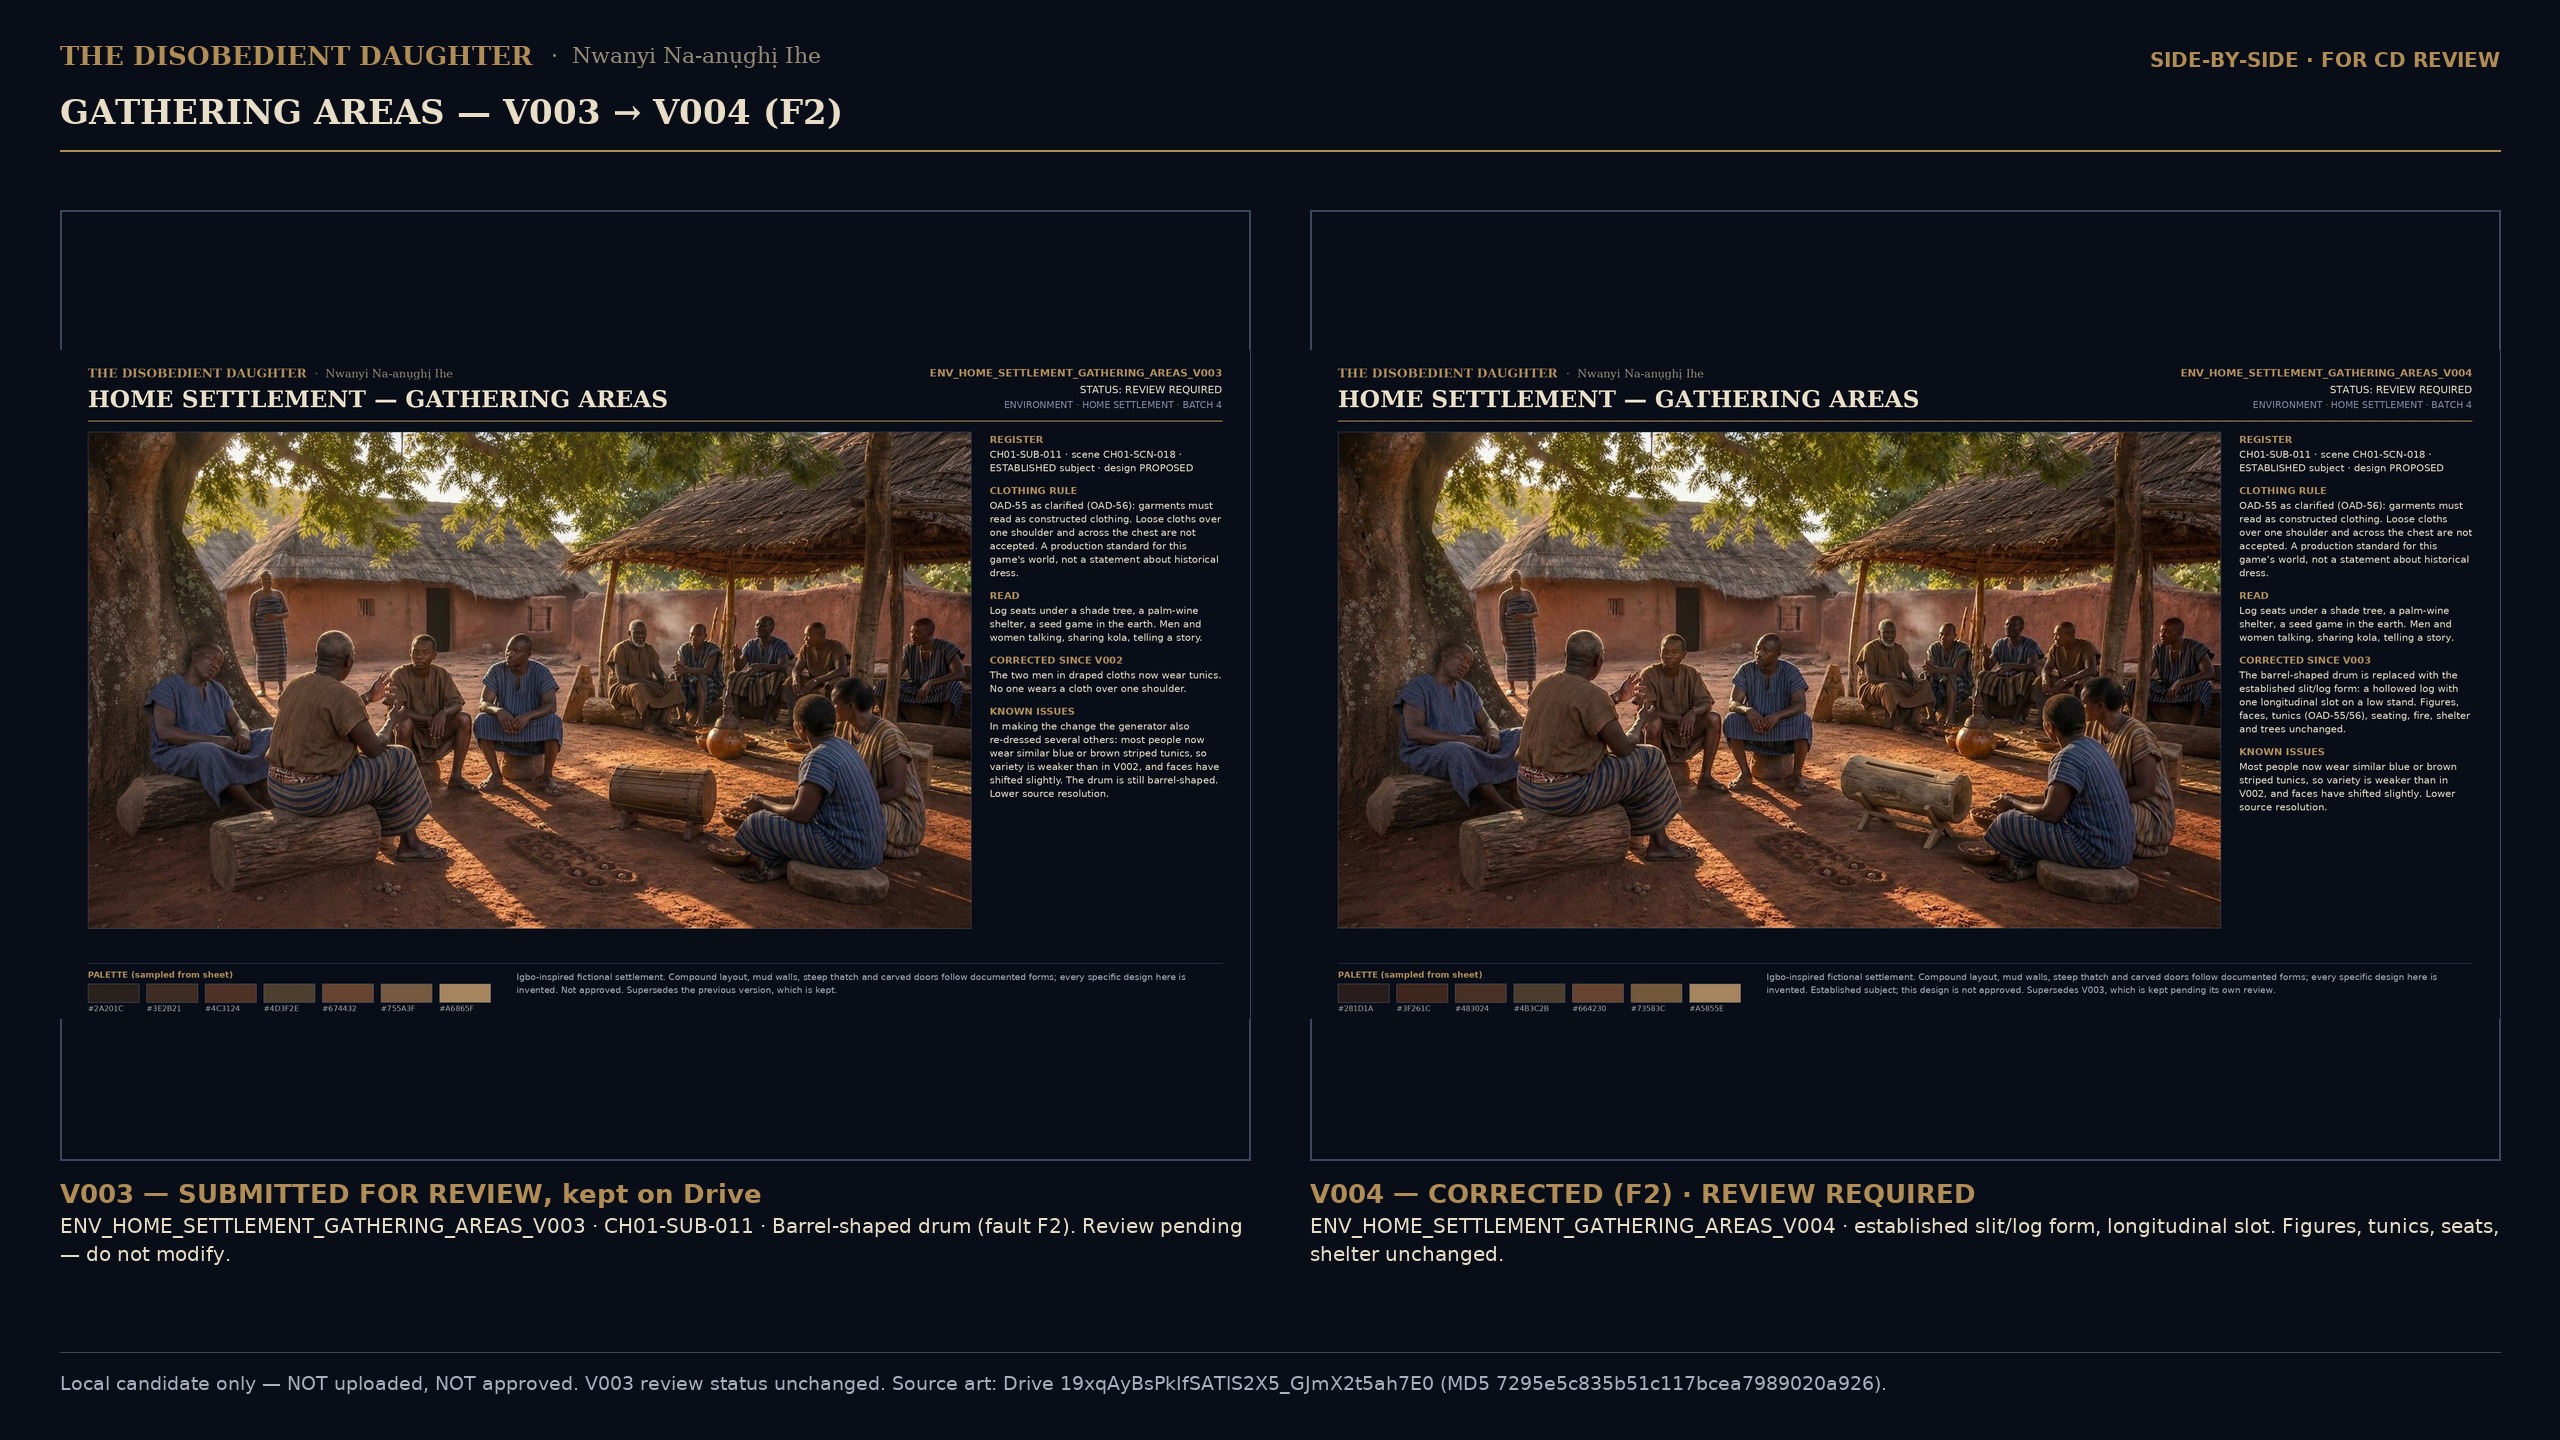 THE DISOBEDIENT DAUGHTER · Nwanyi Na-anụghị Ihe
SIDE-BY-SIDE · FOR CD REVIEW
GATHERING AREAS — V003 → V004 (F2)
THE DISOBEDIENT DAUGHTER · Nwanyi Na-anụghị Ihe
HOME SETTLEMENT — GATHERING AREAS
ENV_HOME_SETTLEMENT_GATHERING_AREAS_V003
STATUS: REVIEW REQUIRED
ENVIRONMENT · HOME SETTLEMENT · BATCH 4
REGISTER
CH01-SUB-011 · scene CH01-SCN-018 ·
ESTABLISHED subject · design PROPOSED
CLOTHING RULE
OAD-55 as clarified (OAD-56): garments must
read as constructed clothing. Loose cloths over
one shoulder and across the chest are not
accepted. A production standard for this
game's world, not a statement about historical
dress.
READ
Log seats under a shade tree, a palm-wine
shelter, a seed game in the earth. Men and
women talking, sharing kola, telling a story.
CORRECTED SINCE V002
The two men in draped cloths now wear tunics.
No one wears a cloth over one shoulder.
KNOWN ISSUES
In making the change the generator also
re-dressed several others: most people now
wear similar blue or brown striped tunics, so
variety is weaker than in V002, and faces have
shifted slightly. The drum is still barrel-shaped.
Lower source resolution.
PALETTE (sampled from sheet)
#2A201C #3E2B21 #4C3124 #4D3F2E #674432 #755A3F #A6865F
Igbo-inspired fictional settlement. Compound layout, mud walls, steep thatch and carved doors follow documented forms; every specific design here is
invented. Not approved. Supersedes the previous version, which is kept.
THE DISOBEDIENT DAUGHTER · Nwanyi Na-anụghị Ihe
HOME SETTLEMENT — GATHERING AREAS
ENV_HOME_SETTLEMENT_GATHERING_AREAS_V004
STATUS: REVIEW REQUIRED
ENVIRONMENT · HOME SETTLEMENT · BATCH 4
REGISTER
CH01-SUB-011 · scene CH01-SCN-018 ·
ESTABLISHED subject · design PROPOSED
CLOTHING RULE
OAD-55 as clarified (OAD-56): garments must
read as constructed clothing. Loose cloths
over one shoulder and across the chest are not
accepted. A production standard for this
game's world, not a statement about historical
dress.
READ
Log seats under a shade tree, a palm-wine
shelter, a seed game in the earth. Men and
women talking, sharing kola, telling a story.
CORRECTED SINCE V003
The barrel-shaped drum is replaced with the
established slit/log form: a hollowed log with
one longitudinal slot on a low stand. Figures,
faces, tunics (OAD-55/56), seating, fire, shelter
and trees unchanged.
KNOWN ISSUES
Most people now wear similar blue or brown
striped tunics, so variety is weaker than in
V002, and faces have shifted slightly. Lower
source resolution.
PALETTE (sampled from sheet)
#281D1A #3F261C #483024 #4B3C2B #664230 #73583C #A5855E
Igbo-inspired fictional settlement. Compound layout, mud walls, steep thatch and carved doors follow documented forms; every specific design here is
invented. Established subject; this design is not approved. Supersedes V003, which is kept pending its own review.
V003 — SUBMITTED FOR REVIEW, kept on Drive
ENV_HOME_SETTLEMENT_GATHERING_AREAS_V003 · CH01-SUB-011 · Barrel-shaped drum (fault F2). Review pending
— do not modify.
V004 — CORRECTED (F2) · REVIEW REQUIRED
ENV_HOME_SETTLEMENT_GATHERING_AREAS_V004 · established slit/log form, longitudinal slot. Figures, tunics, seats,
shelter unchanged.
Local candidate only — NOT uploaded, NOT approved. V003 review status unchanged. Source art: Drive 19xqAyBsPkIfSATlS2X5_GJmX2t5ah7E0 (MD5 7295e5c835b51c117bcea7989020a926).